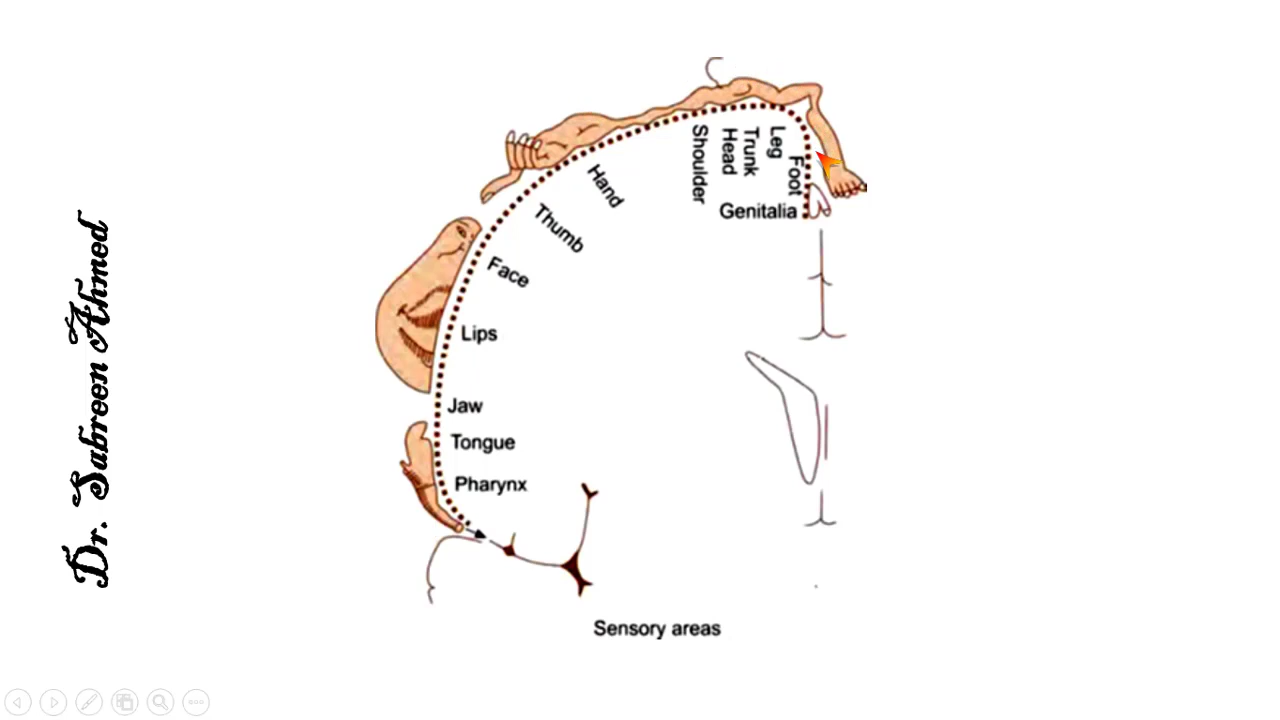 Dr. Sabreen Ahmed
Shoulder
Head
Trunk
Leg
Foot
Genitalia
Hand
Thumb
Face
Lips
Jaw
Tongue
Pharynx
Sensory areas